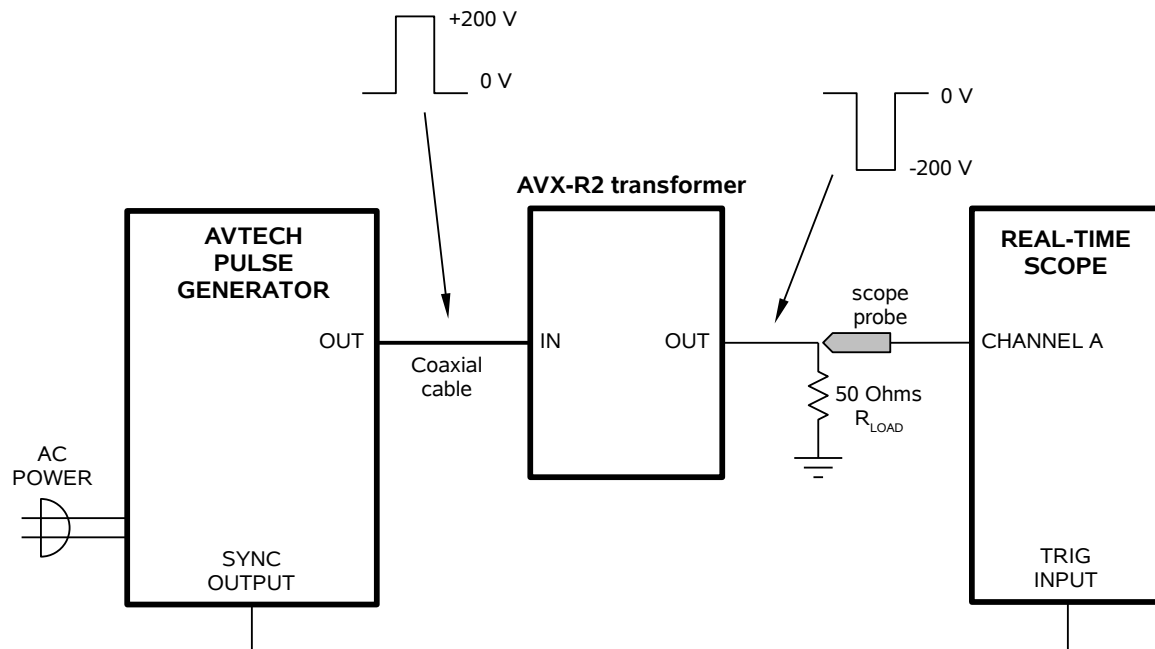 +200 V
0 V
0 V
-200 V
AVX-R2 transformer
AVTECH
PULSE
GENERATOR
REAL-TIME
SCOPE
scope
probe
OUT
IN
OUT
CHANNEL A
Coaxial
cable
50 Ohms
RLOAD
AC
POWER
SYNC
OUTPUT
TRIG
INPUT